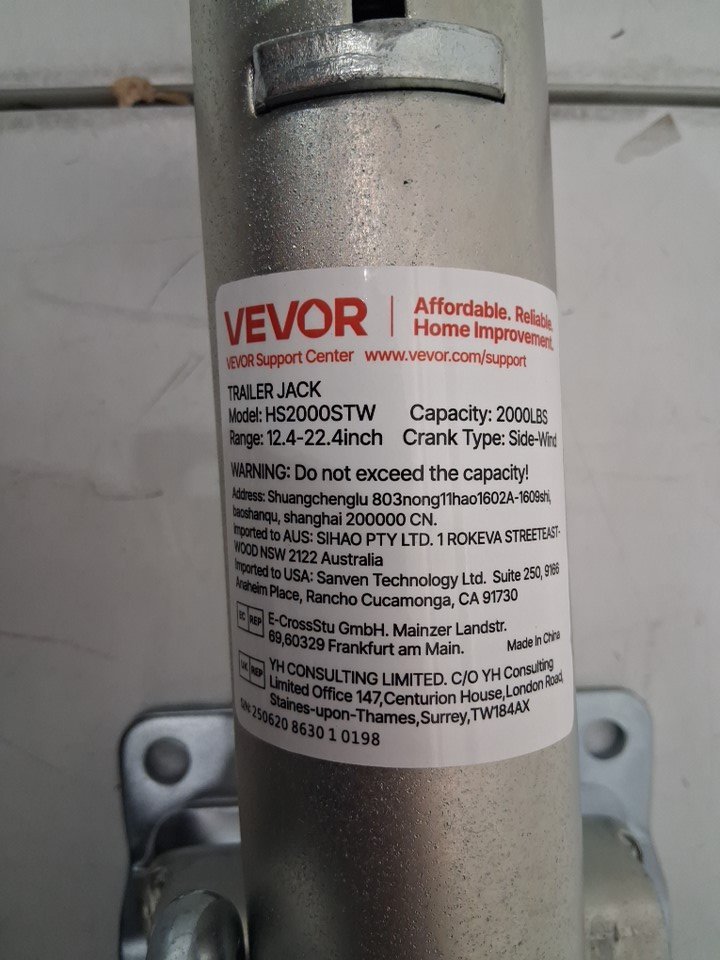 VEVOR
Affordable. Reliable.
Home Improvement.
VEVOR Support Center www.vevor.com/support
TRAILER JACK
Model: HS2000STW Capacity: 2000LBS
Range: 12.4-22.4inch Crank Type: Side-Wind
WARNING: Do not exceed the capacity!
Address: Shuangchenglu 803nong11hao1602A-1609shi,
baoshanqu, shanghai 200000 CN.
Imported to AUS: SIHAO PTY LTD. 1 ROKEVA STREETEAST-
WOOD NSW 2122 Australia
Imported to USA: Sanven Technology Ltd. Suite 250, 9166
Anaheim Place, Rancho Cucamonga, CA 91730
EC REP E-CrossStu GmbH. Mainzer Landstr.
69,60329 Frankfurt am Main.
Made In China
UK REP YH CONSULTING LIMITED. C/O YH Consulting
Limited Office 147,Centurion House,London Road,
Staines-upon-Thames,Surrey,TW184AX
S/N: 250620 8630 1 0198